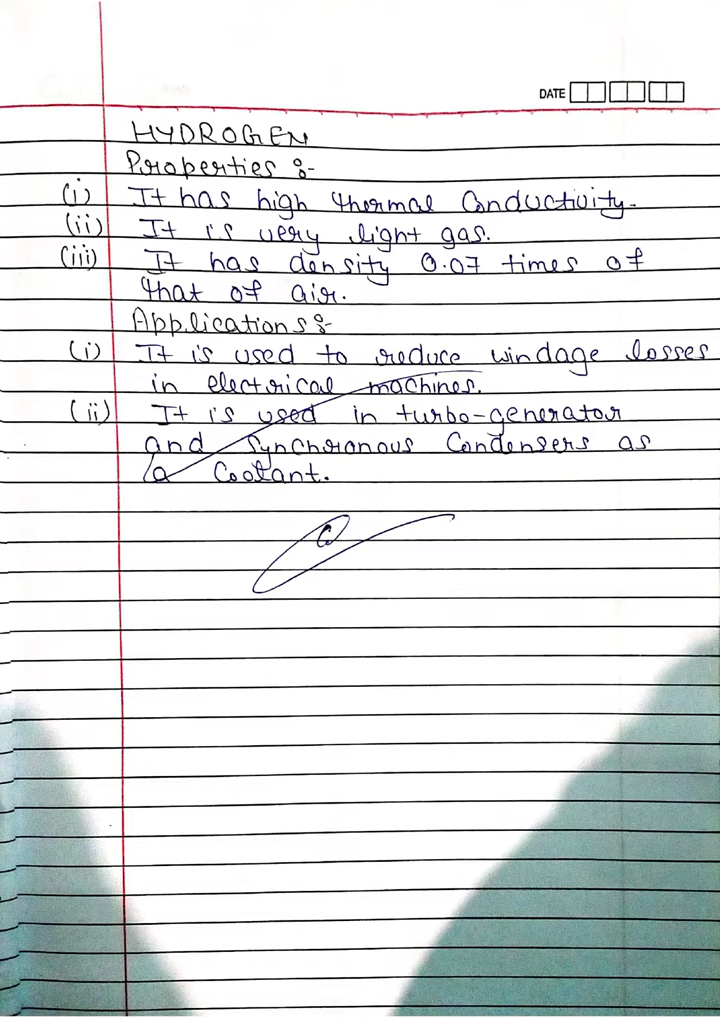 DATE
HYDROGEN
Properties :-
(i) It has high thermal Conductivity.
(ii) It is very light gas.
(iii) It has density 0.07 times of
that of air.
Applications :-
(i) It is used to reduce windage losses
in electrical machines.
(ii) It is used in turbo-generator
and Synchronous Condensers as
a Coolant.